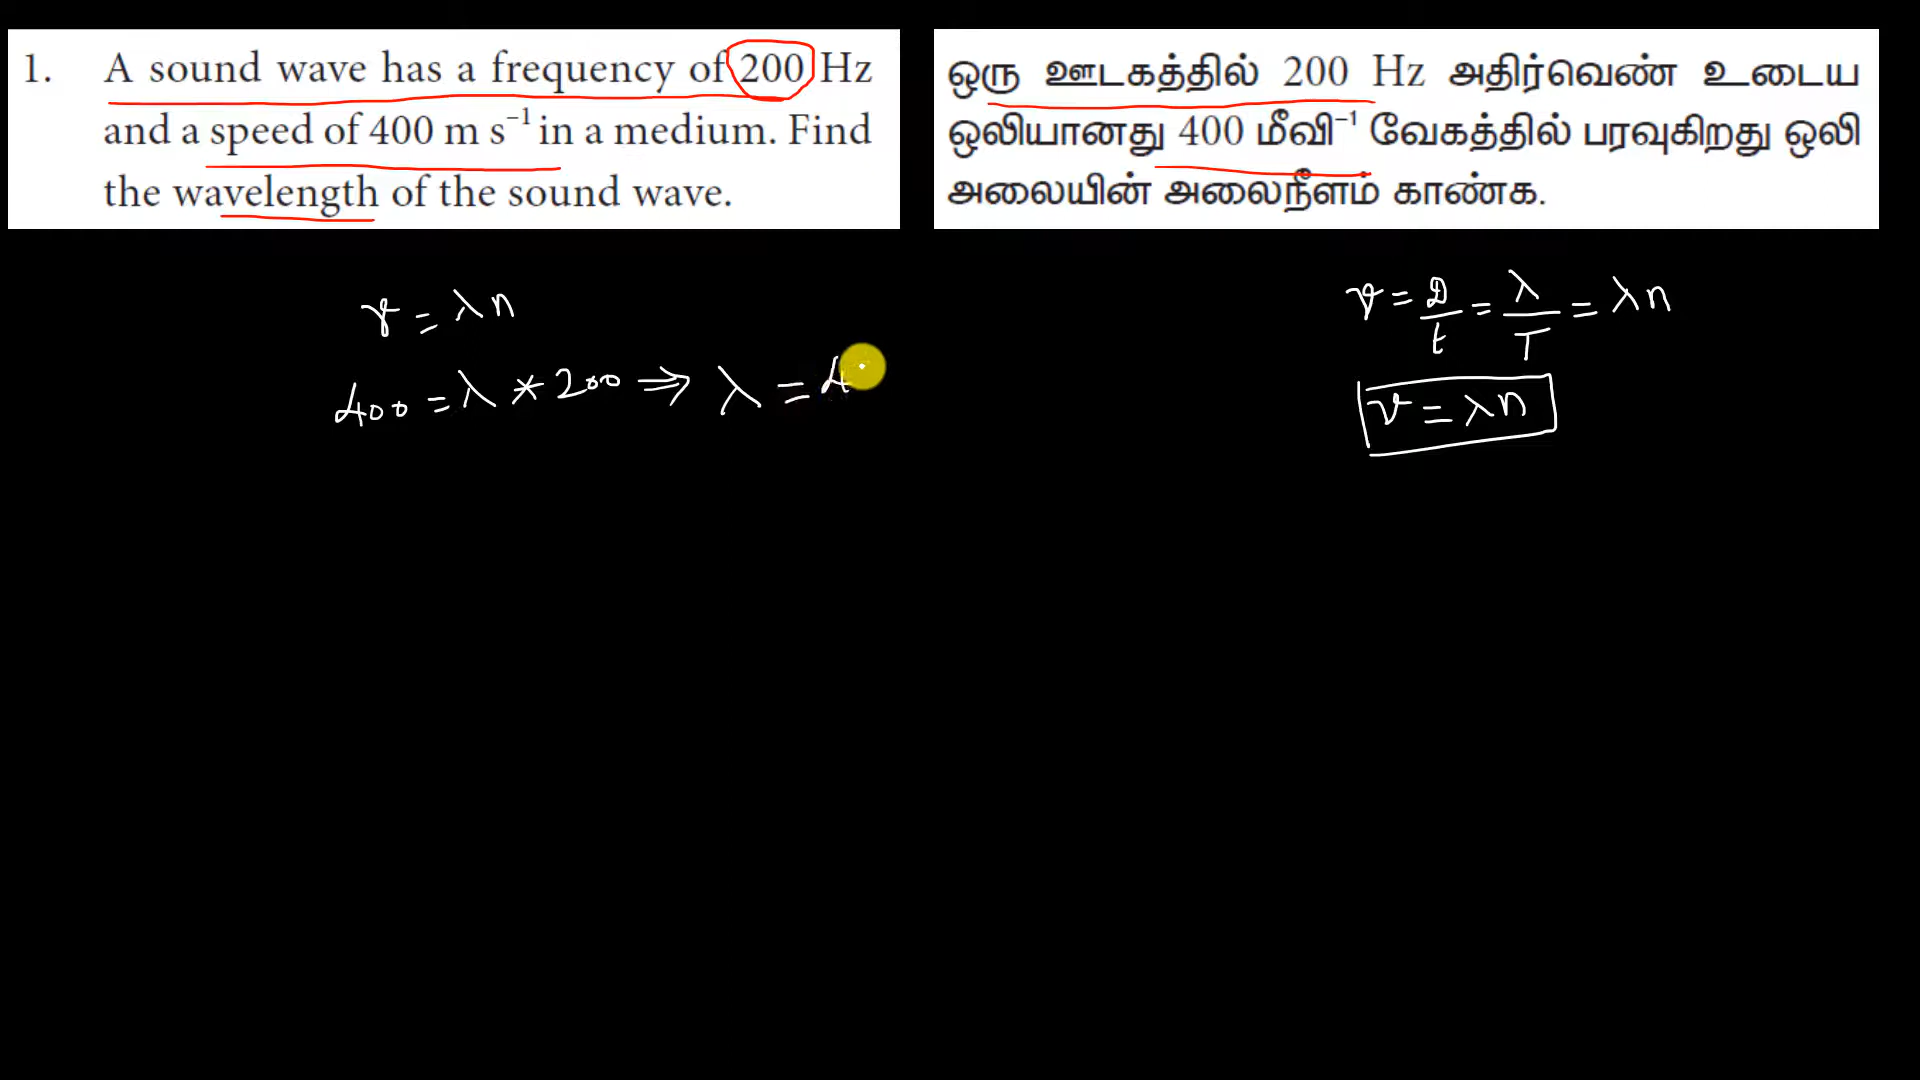 1. A sound wave has a frequency of 200 Hz
and a speed of 400 m s⁻¹ in a medium. Find
the wavelength of the sound wave.
ஒரு ஊடகத்தில் 200 Hz அதிர்வெண் உடைய
ஒலியானது 400 மீவி⁻¹ வேகத்தில் பரவுகிறது ஒலி
அலையின் அலைநீளம் காண்க.
v = λn
400 = λ * 200 ⇒ λ = 4
v = D/t = λ/T = λn
v = λn